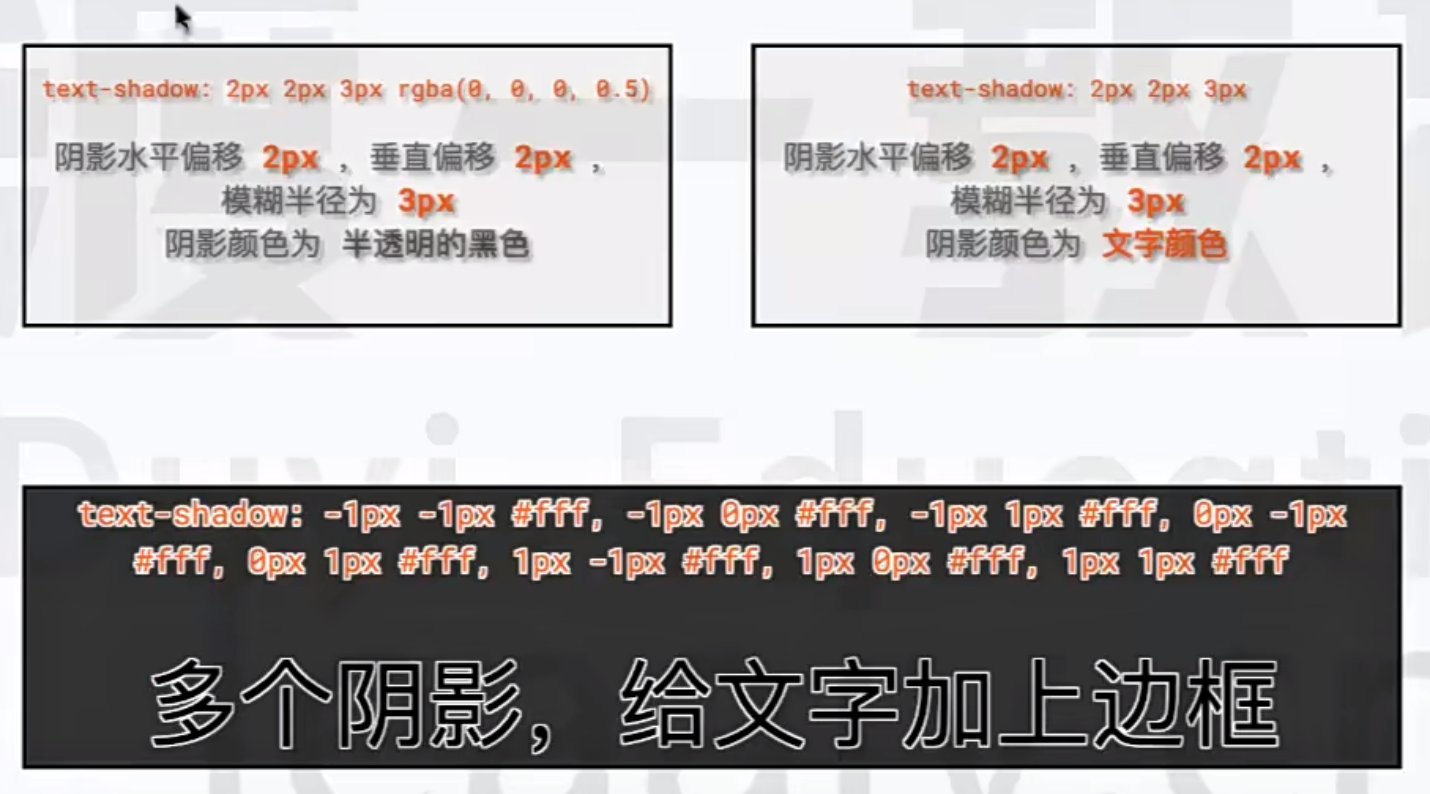 text-shadow: 2px 2px 3px rgba(0, 0, 0, 0.5)
阴影水平偏移 2px ，垂直偏移 2px ，
模糊半径为 3px
阴影颜色为 半透明的黑色
text-shadow: 2px 2px 3px
阴影水平偏移 2px ，垂直偏移 2px ，
模糊半径为 3px
阴影颜色为 文字颜色
text-shadow: -1px -1px #fff, -1px 0px #fff, -1px 1px #fff, 0px -1px
#fff, 0px 1px #fff, 1px -1px #fff, 1px 0px #fff, 1px 1px #fff
多个阴影，给文字加上边框